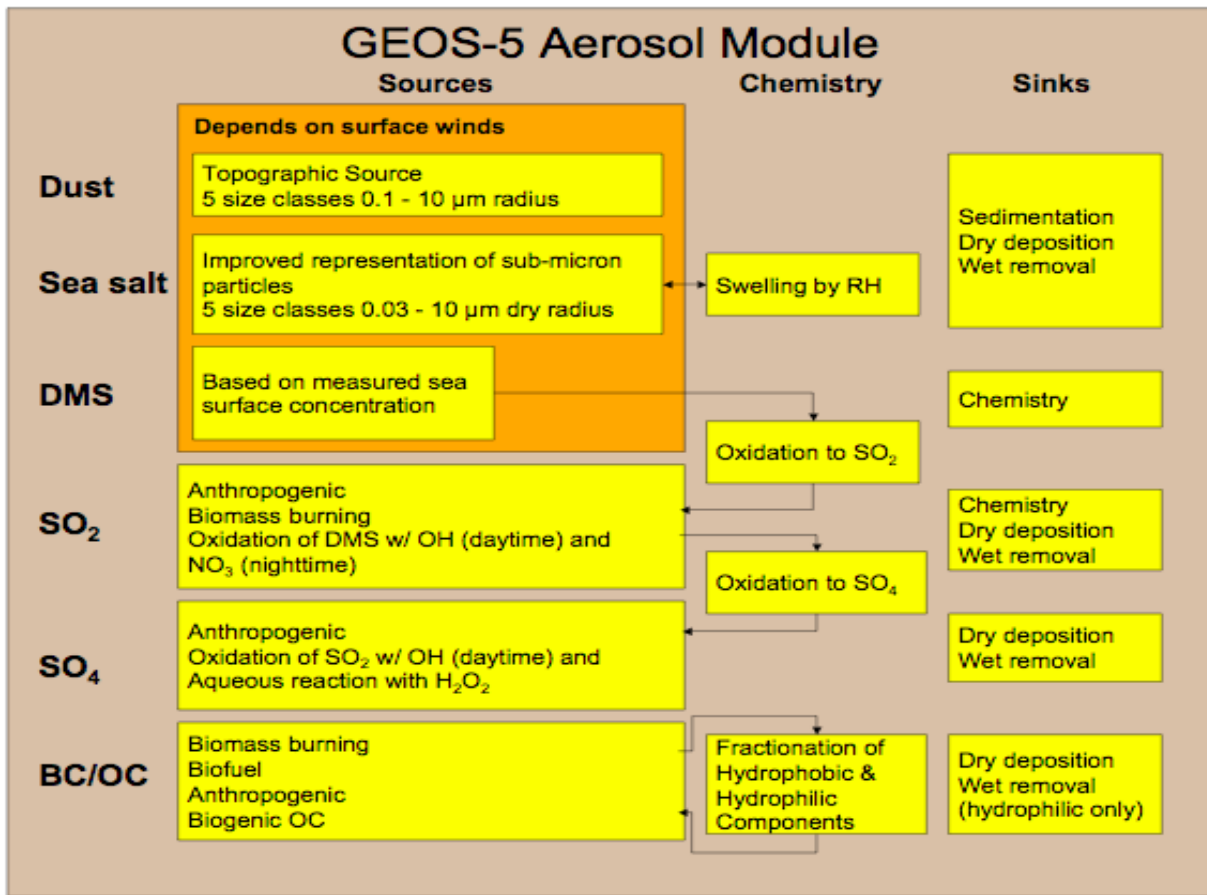 GEOS-5 Aerosol Module
Sources
Chemistry
Sinks
Depends on surface winds
Dust
Topographic Source
5 size classes 0.1 - 10 µm radius
Sedimentation
Dry deposition
Wet removal
Sea salt
Improved representation of sub-micron
particles
5 size classes 0.03 - 10 µm dry radius
Swelling by RH
DMS
Based on measured sea
surface concentration
Chemistry
Oxidation to SO₂
SO₂
Anthropogenic
Biomass burning
Oxidation of DMS w/ OH (daytime) and
NO₃ (nighttime)
Chemistry
Dry deposition
Wet removal
Oxidation to SO₄
SO₄
Anthropogenic
Oxidation of SO₂ w/ OH (daytime) and
Aqueous reaction with H₂O₂
Dry deposition
Wet removal
BC/OC
Biomass burning
Biofuel
Anthropogenic
Biogenic OC
Fractionation of
Hydrophobic &
Hydrophilic
Components
Dry deposition
Wet removal
(hydrophilic only)